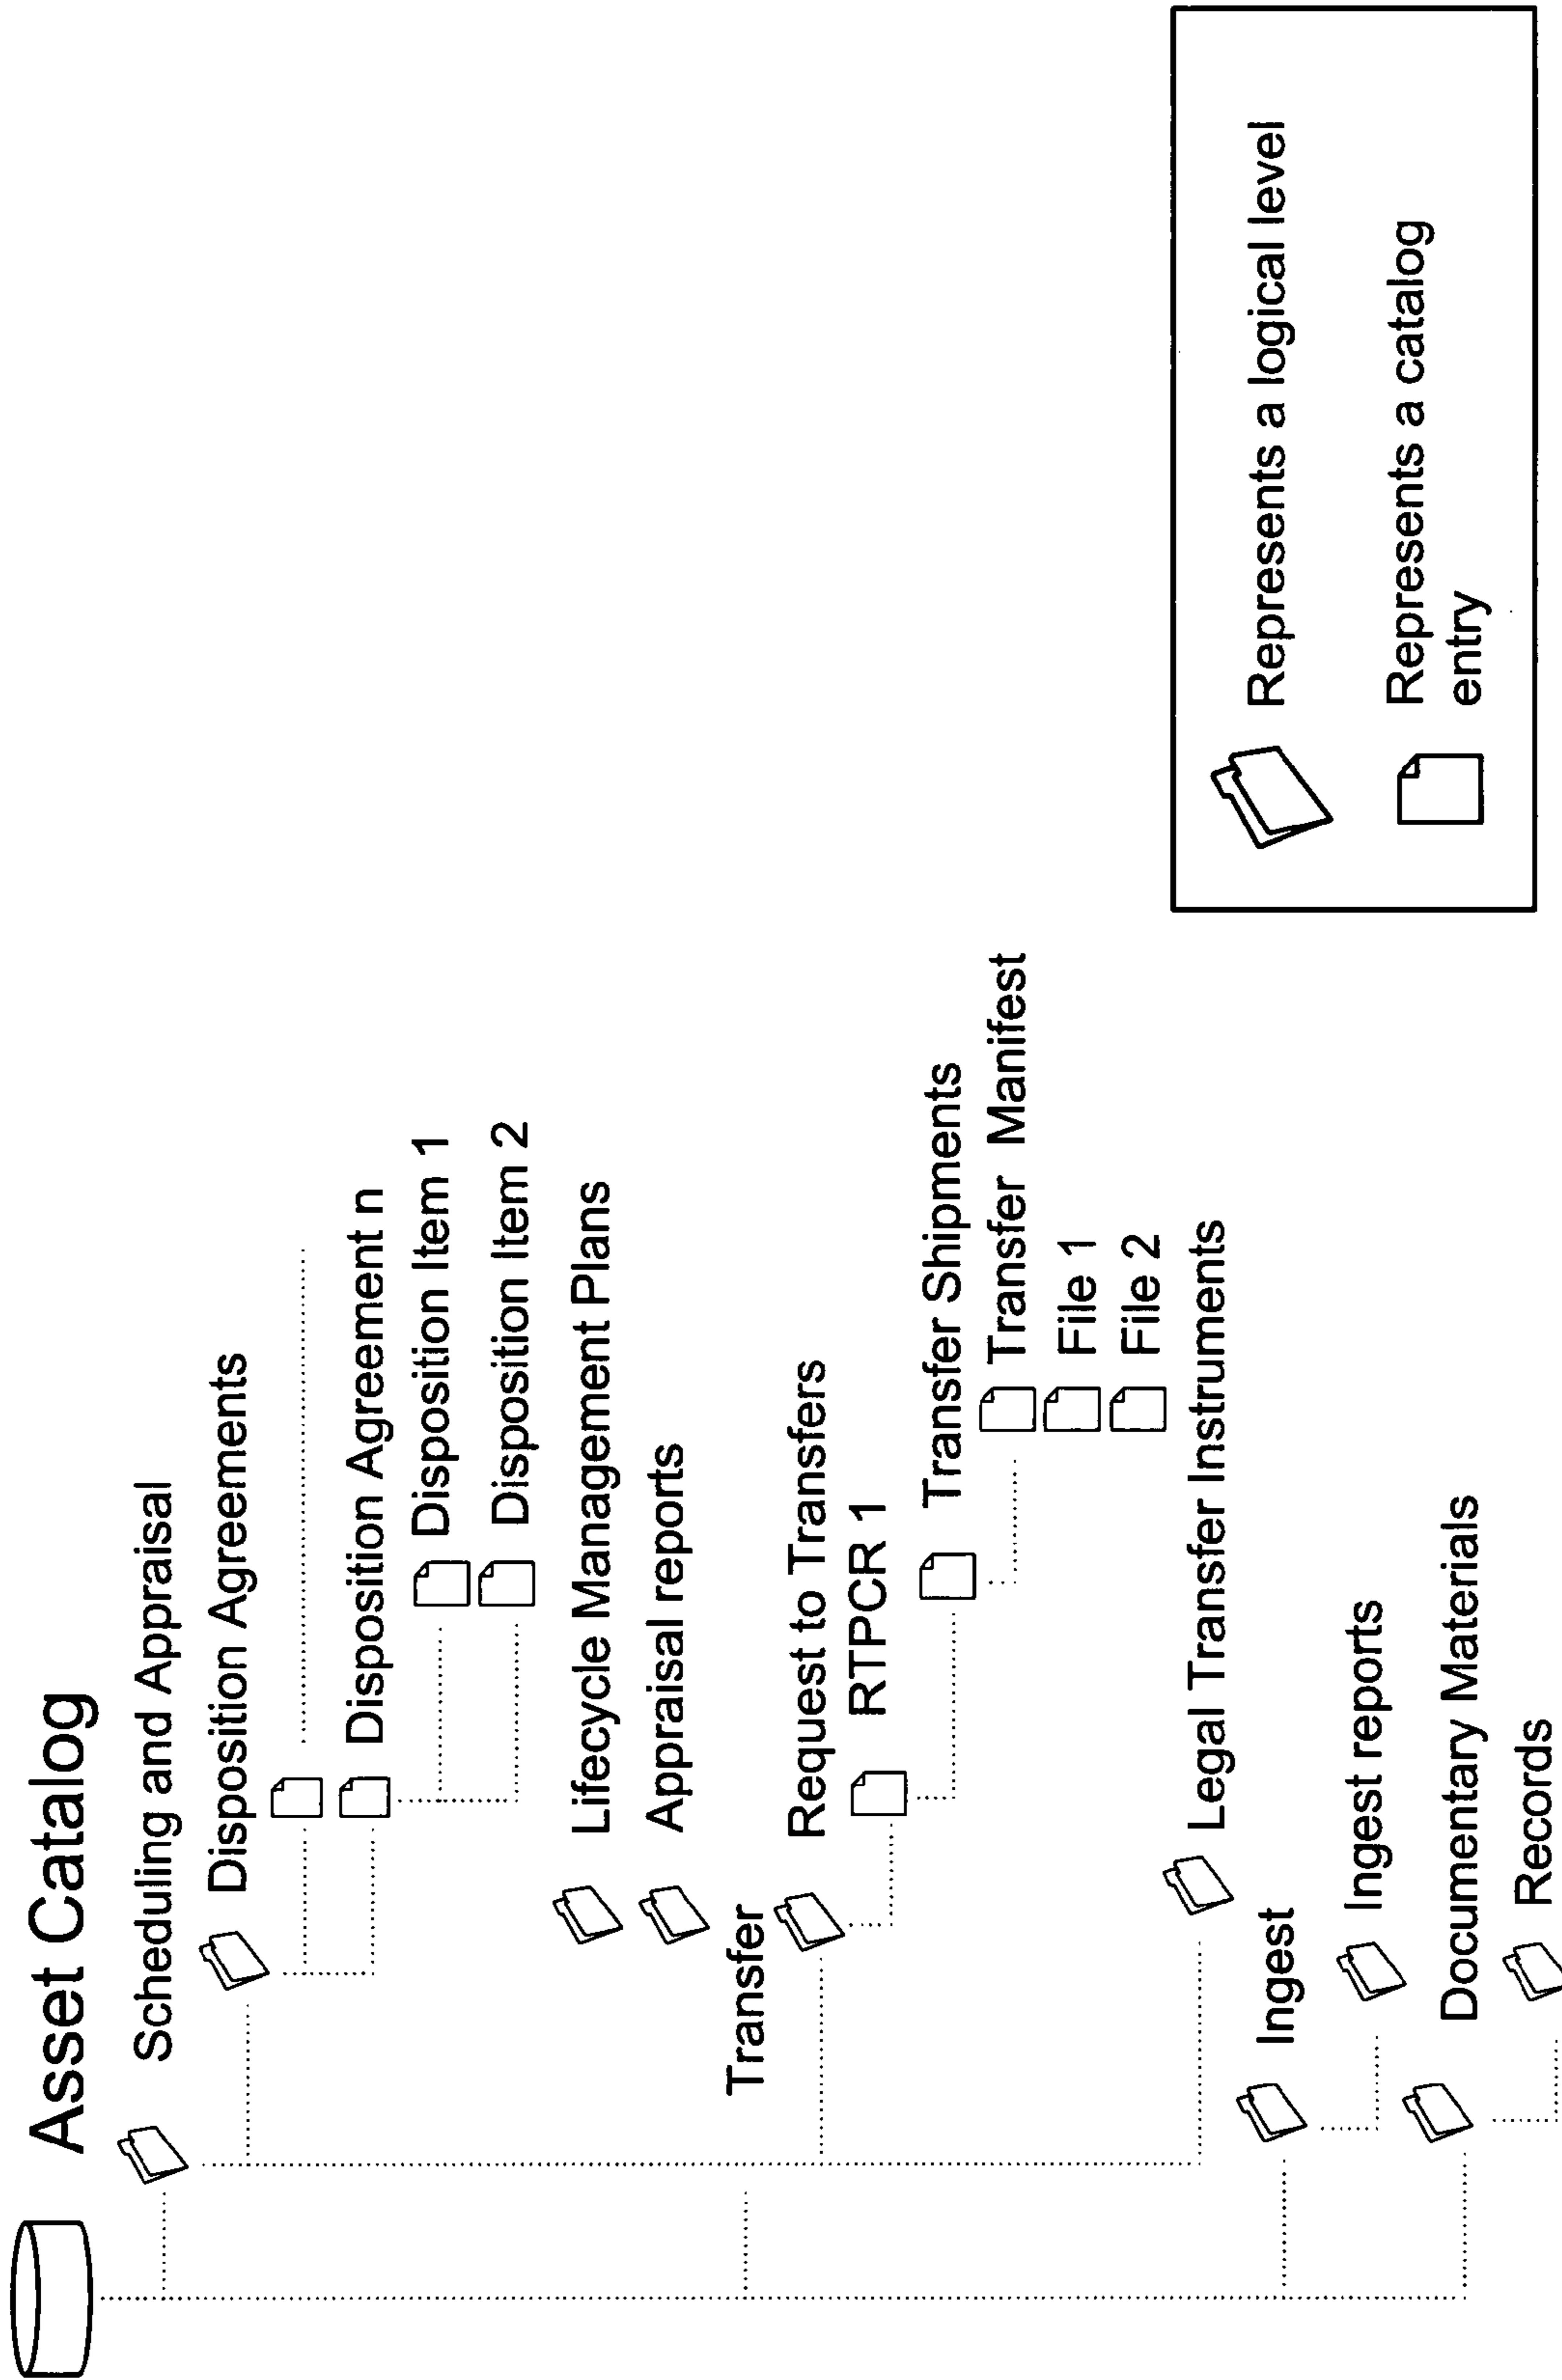 Asset Catalog
Scheduling and Appraisal
Disposition Agreements
Disposition Agreement n
Disposition Item 1
Disposition Item 2
Lifecycle Management Plans
Appraisal reports
Transfer
Request to Transfers
RTPCR 1
Transfer Shipments
Transfer Manifest
File 1
File 2
Legal Transfer Instruments
Ingest
Ingest reports
Documentary Materials
Records
Represents a logical level
Represents a catalog
entry